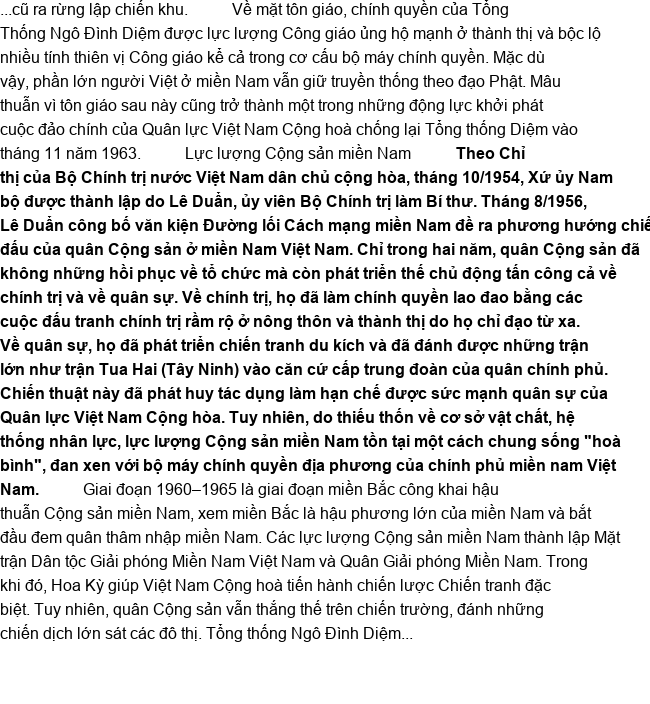 ...cũ ra rừng lập chiến khu. Về mặt tôn giáo, chính quyền của Tổng
Thống Ngô Đình Diệm được lực lượng Công giáo ủng hộ mạnh ở thành thị và bộc lộ
nhiều tính thiên vị Công giáo kể cả trong cơ cấu bộ máy chính quyền. Mặc dù
vậy, phần lớn người Việt ở miền Nam vẫn giữ truyền thống theo đạo Phật. Mâu
thuẫn vì tôn giáo sau này cũng trở thành một trong những động lực khởi phát
cuộc đảo chính của Quân lực Việt Nam Cộng hoà chống lại Tổng thống Diệm vào
tháng 11 năm 1963. Lực lượng Cộng sản miền Nam Theo Chỉ
thị của Bộ Chính trị nước Việt Nam dân chủ cộng hòa, tháng 10/1954, Xứ ủy Nam
bộ được thành lập do Lê Duẩn, ủy viên Bộ Chính trị làm Bí thư. Tháng 8/1956,
Lê Duẩn công bố văn kiện Đường lối Cách mạng miền Nam đề ra phương hướng chiế
đấu của quân Cộng sản ở miền Nam Việt Nam. Chỉ trong hai năm, quân Cộng sản đã
không những hồi phục về tổ chức mà còn phát triển thế chủ động tấn công cả về
chính trị và về quân sự. Về chính trị, họ đã làm chính quyền lao đao bằng các
cuộc đấu tranh chính trị rầm rộ ở nông thôn và thành thị do họ chỉ đạo từ xa.
Về quân sự, họ đã phát triển chiến tranh du kích và đã đánh được những trận
lớn như trận Tua Hai (Tây Ninh) vào căn cứ cấp trung đoàn của quân chính phủ.
Chiến thuật này đã phát huy tác dụng làm hạn chế được sức mạnh quân sự của
Quân lực Việt Nam Cộng hòa. Tuy nhiên, do thiếu thốn về cơ sở vật chất, hệ
thống nhân lực, lực lượng Cộng sản miền Nam tồn tại một cách chung sống "hoà
bình", đan xen với bộ máy chính quyền địa phương của chính phủ miền nam Việt
Nam. Giai đoạn 1960–1965 là giai đoạn miền Bắc công khai hậu
thuẫn Cộng sản miền Nam, xem miền Bắc là hậu phương lớn của miền Nam và bắt
đầu đem quân thâm nhập miền Nam. Các lực lượng Cộng sản miền Nam thành lập Mặt
trận Dân tộc Giải phóng Miền Nam Việt Nam và Quân Giải phóng Miền Nam. Trong
khi đó, Hoa Kỳ giúp Việt Nam Cộng hoà tiến hành chiến lược Chiến tranh đặc
biệt. Tuy nhiên, quân Cộng sản vẫn thắng thế trên chiến trường, đánh những
chiến dịch lớn sát các đô thị. Tổng thống Ngô Đình Diệm...